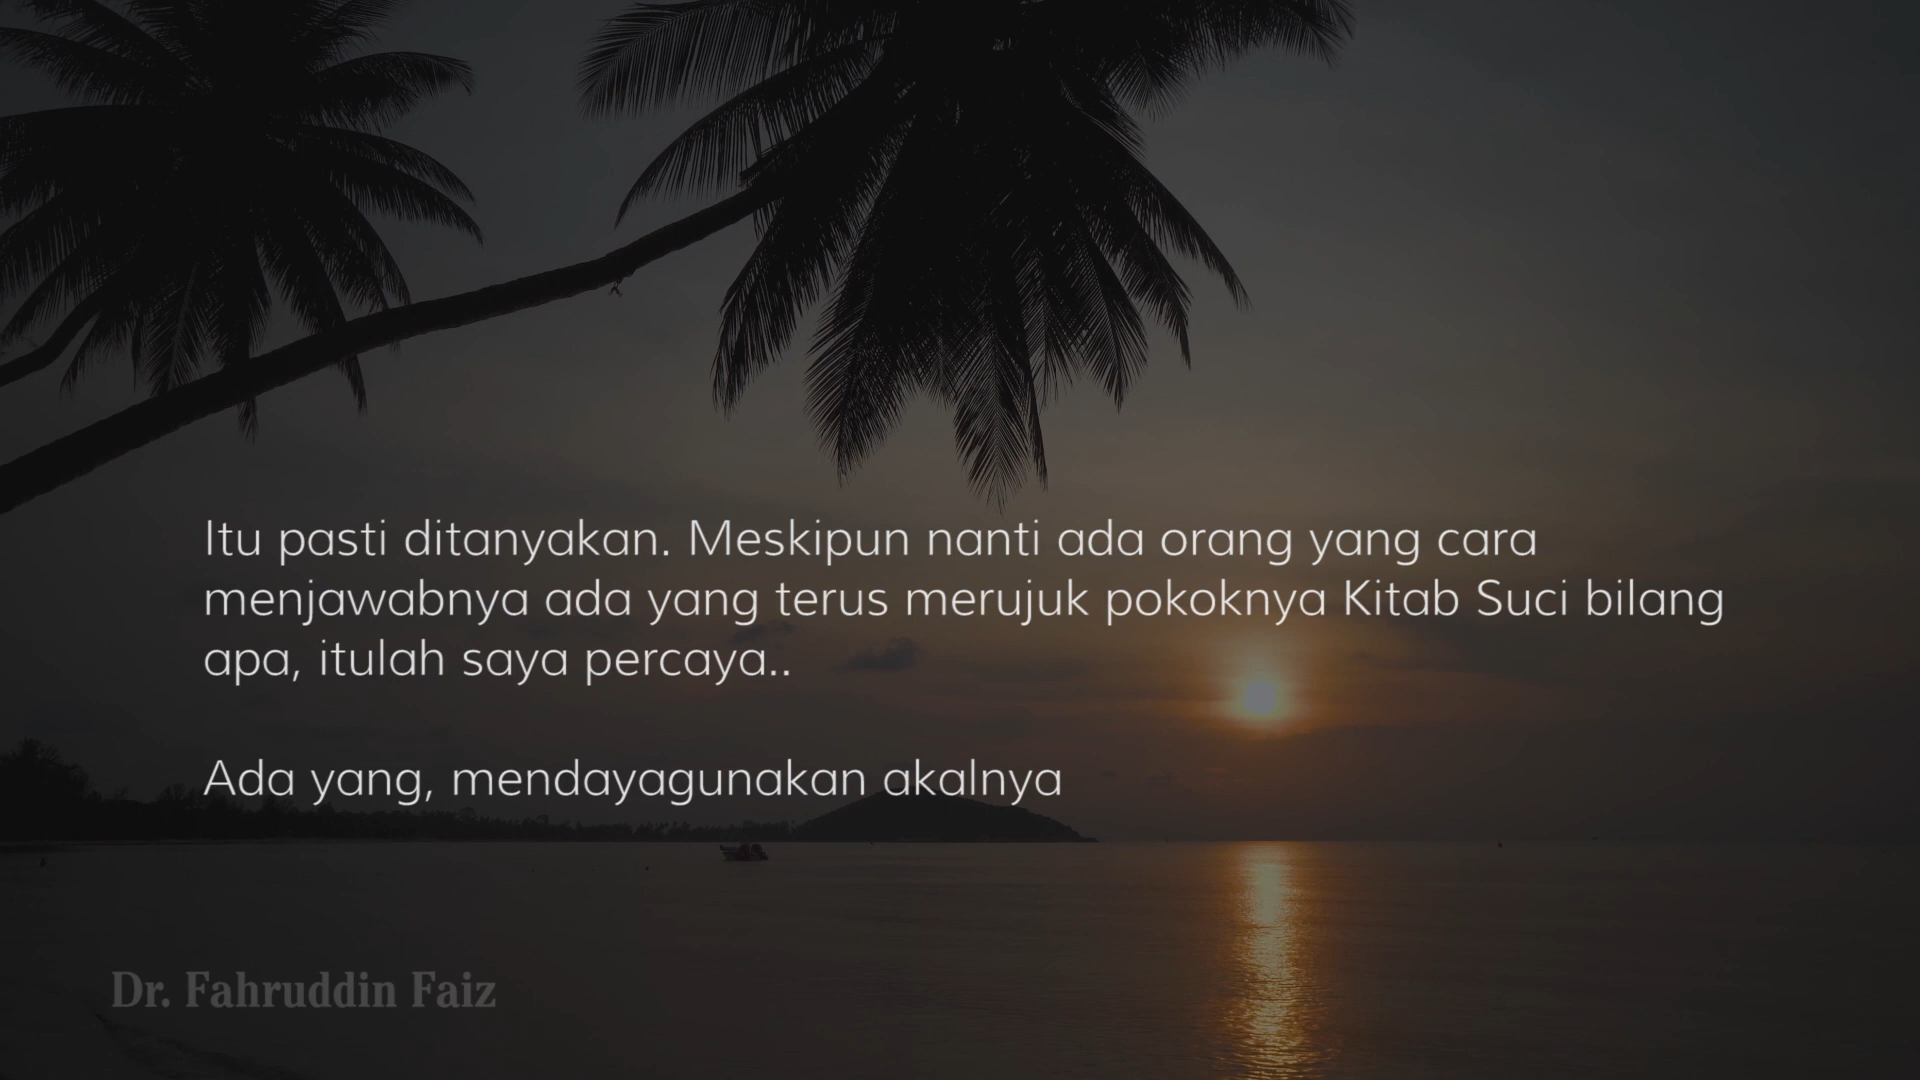 Itu pasti ditanyakan. Meskipun nanti ada orang yang cara
menjawabnya ada yang terus merujuk pokoknya Kitab Suci bilang
apa, itulah saya percaya..
Ada yang, mendayagunakan akalnya
Dr. Fahruddin Faiz